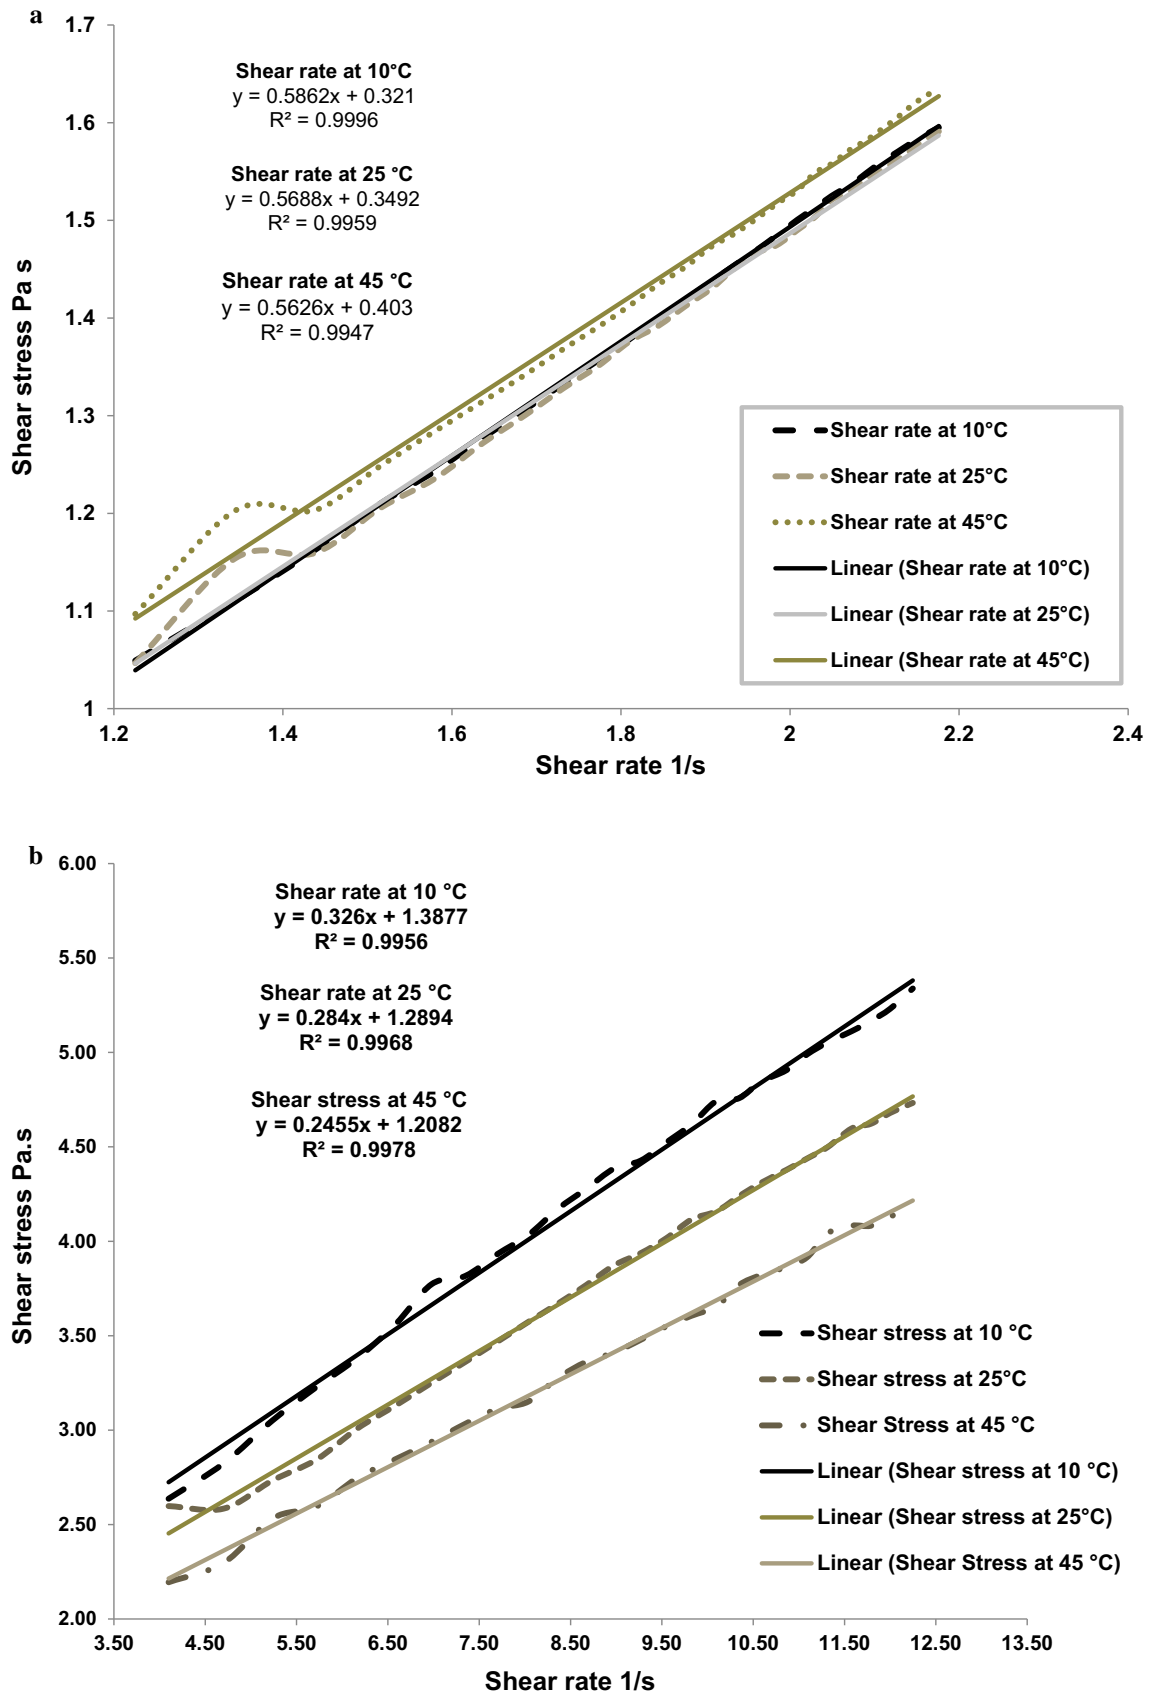 a
1.7
1.6
1.5
1.4
1.3
1.2
1.1
1
Shear stress Pa s
Shear rate at 10°C
y = 0.5862x + 0.321
R² = 0.9996
Shear rate at 25 °C
y = 0.5688x + 0.3492
R² = 0.9959
Shear rate at 45 °C
y = 0.5626x + 0.403
R² = 0.9947
Shear rate at 10°C
Shear rate at 25°C
Shear rate at 45°C
Linear (Shear rate at 10°C)
Linear (Shear rate at 25°C)
Linear (Shear rate at 45°C)
1.2 1.4 1.6 1.8 2 2.2 2.4
Shear rate 1/s
b
6.00
5.50
5.00
4.50
4.00
3.50
3.00
2.50
2.00
Shear stress Pa.s
Shear rate at 10 °C
y = 0.326x + 1.3877
R² = 0.9956
Shear rate at 25 °C
y = 0.284x + 1.2894
R² = 0.9968
Shear stress at 45 °C
y = 0.2455x + 1.2082
R² = 0.9978
Shear stress at 10 °C
Shear stress at 25°C
Shear Stress at 45 °C
Linear (Shear stress at 10 °C)
Linear (Shear stress at 25°C)
Linear (Shear Stress at 45 °C)
3.50 4.50 5.50 6.50 7.50 8.50 9.50 10.50 11.50 12.50 13.50
Shear rate 1/s